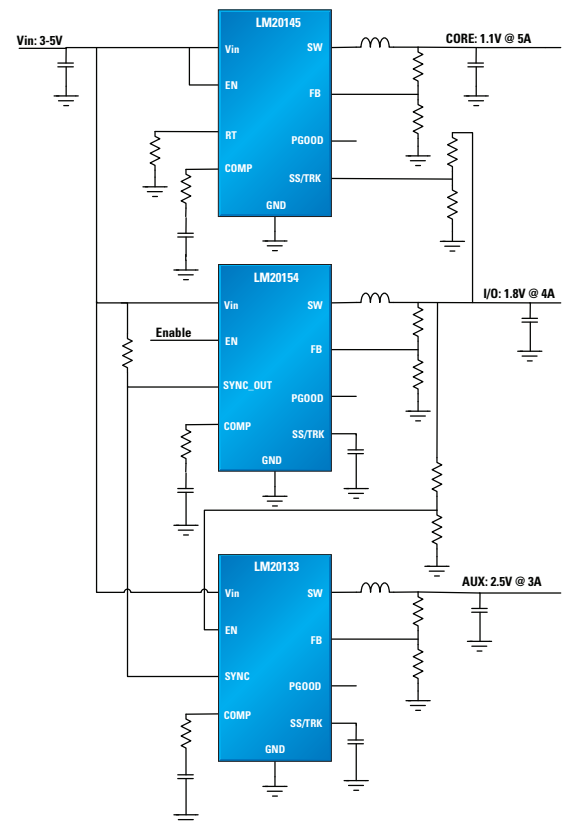 LM20145
Vin: 3-5V
Vin
SW
CORE: 1.1V @ 5A
EN
FB
RT
PGOOD
COMP
SS/TRK
GND
LM20154
Vin
SW
I/O: 1.8V @ 4A
Enable
EN
FB
SYNC_OUT
PGOOD
COMP
SS/TRK
GND
LM20133
Vin
SW
AUX: 2.5V @ 3A
EN
FB
SYNC
PGOOD
COMP
SS/TRK
GND